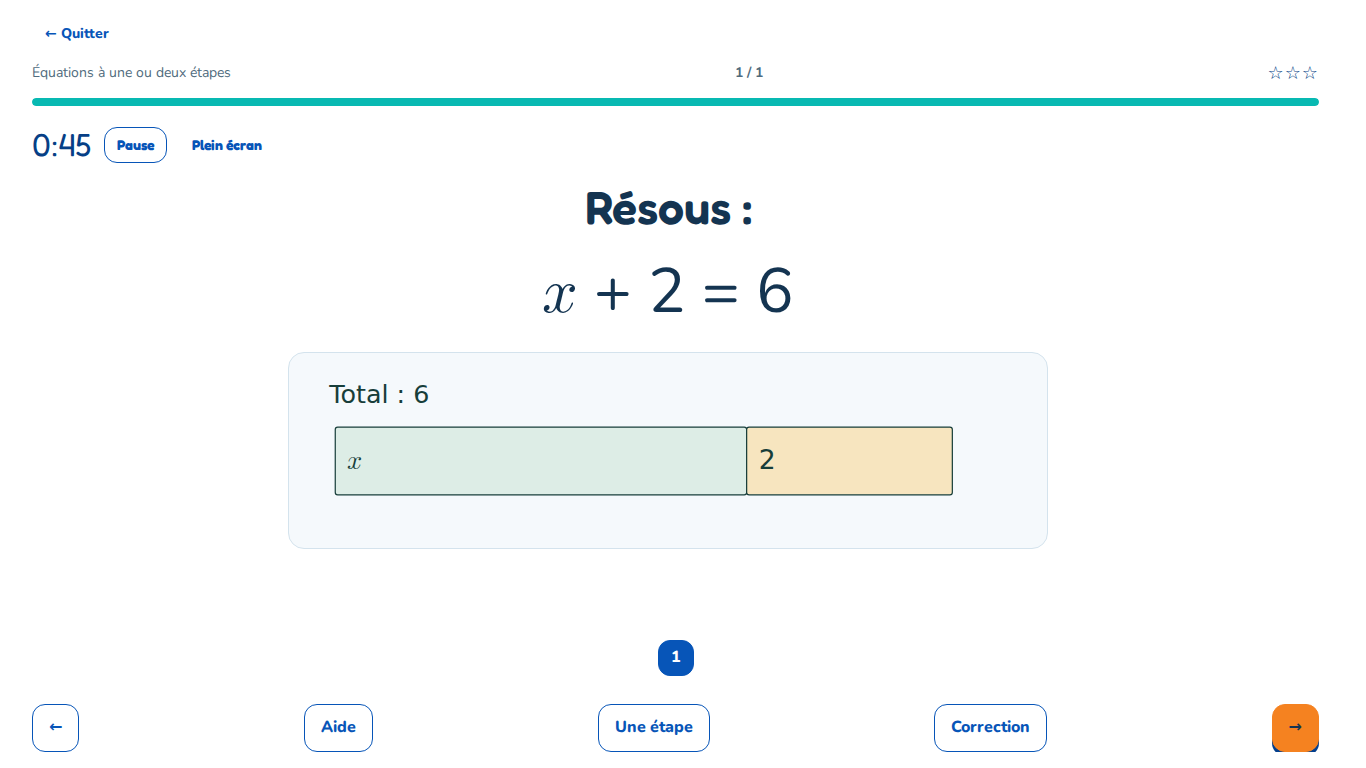 ← Quitter
Équations à une ou deux étapes
1 / 1
☆☆☆
0:45
Pause
Plein écran
Résous :
x + 2 = 6
Total : 6
x
2
1
←
Aide
Une étape
Correction
→